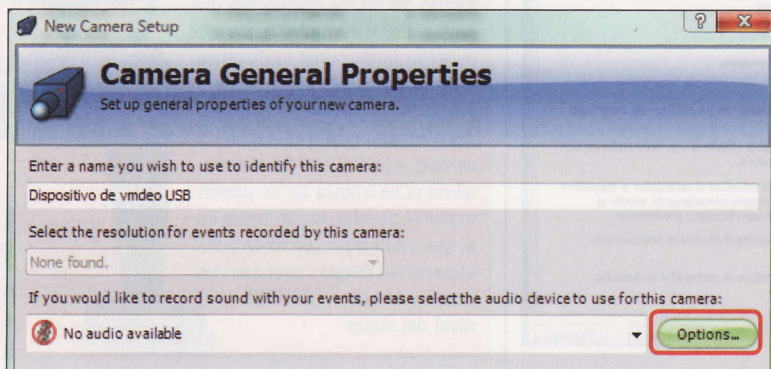 New Camera Setup
Camera General Properties
Set up general properties of your new camera.
Enter a name you wish to use to identify this camera:
Dispositivo de vmdeo USB
Select the resolution for events recorded by this camera:
None found.
If you would like to record sound with your events, please select the audio device to use for this camera:
No audio available
Options...